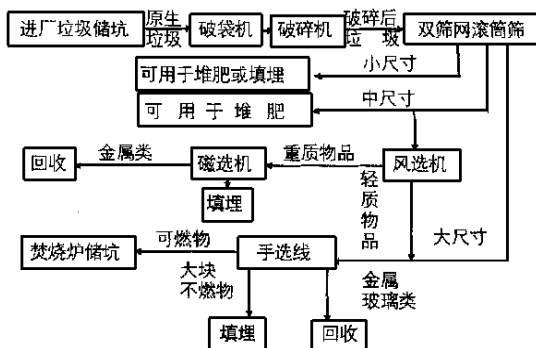 进厂垃圾储坑
原生
垃圾
破袋机
破碎机
破碎后
垃圾
双筛网滚筒筛
小尺寸
可用于堆肥或填埋
中尺寸
可用于堆肥
金属类
重质物品
回收
磁选机
风选机
轻质物品
填埋
可燃物
大尺寸
焚烧炉储坑
手选线
大块
不燃物
金属
玻璃类
填埋
回收